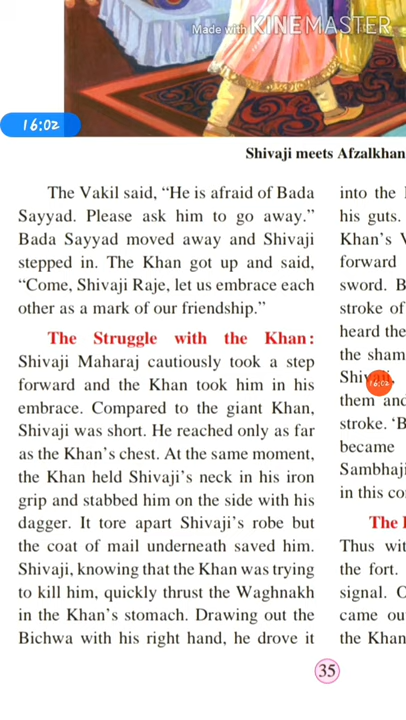 Made with KINEMASTER
16:02
Shivaji meets Afzalkhan
The Vakil said, “He is afraid of Bada
Sayyad. Please ask him to go away.”
Bada Sayyad moved away and Shivaji
stepped in. The Khan got up and said,
“Come, Shivaji Raje, let us embrace each
other as a mark of our friendship.”
The Struggle with the Khan :
Shivaji Maharaj cautiously took a step
forward and the Khan took him in his
embrace. Compared to the giant Khan,
Shivaji was short. He reached only as far
as the Khan’s chest. At the same moment,
the Khan held Shivaji’s neck in his iron
grip and stabbed him on the side with his
dagger. It tore apart Shivaji’s robe but
the coat of mail underneath saved him.
Shivaji, knowing that the Khan was trying
to kill him, quickly thrust the Waghnakh
in the Khan’s stomach. Drawing out the
Bichwa with his right hand, he drove it
into the
his guts.
Khan’s
forward
sword.
stroke of
heard the
the sham
16:02
them and
stroke. ‘B
became
Sambhaji
in this
The
Thus wit
the fort.
signal.
came ou
the Khan
35